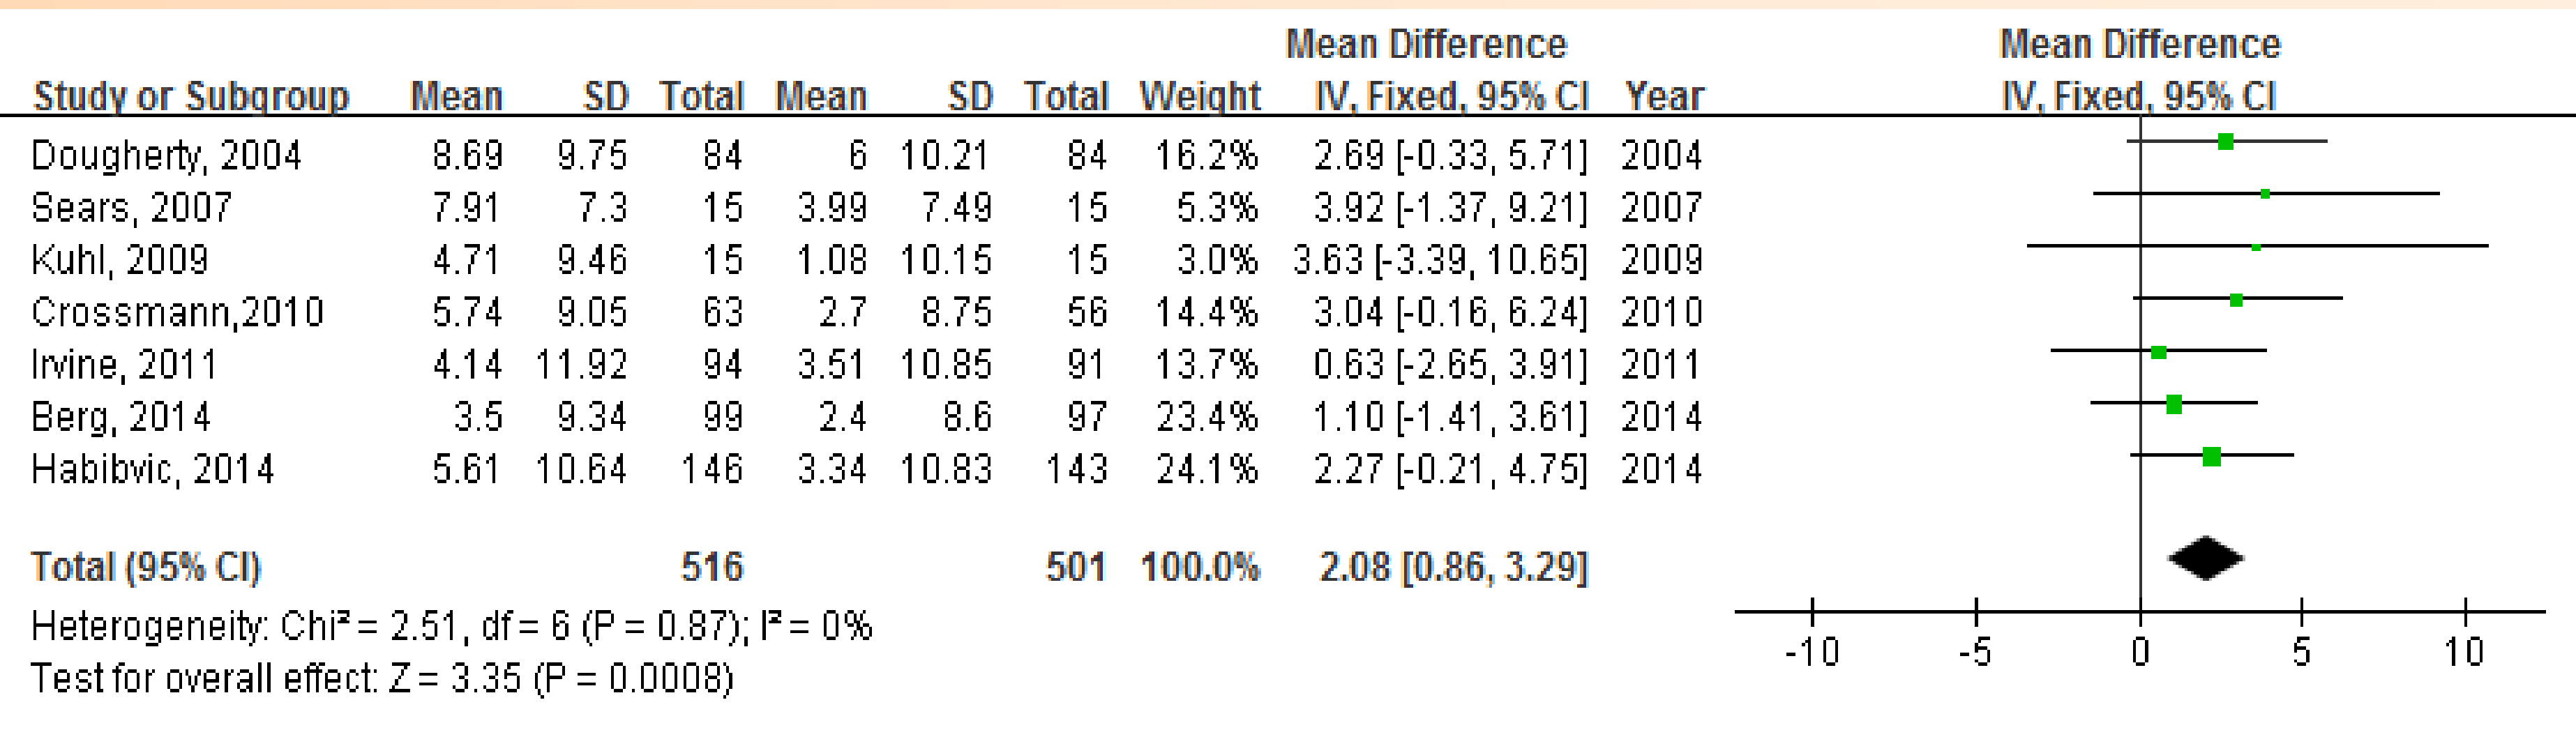 Mean Difference Mean Difference
Study or Subgroup Mean SD Total Mean SD Total Weight IV, Fixed, 95% CI Year IV, Fixed, 95% CI
Dougherty, 2004 8.69 9.75 84 6 10.21 84 16.2% 2.69 [-0.33, 5.71] 2004
Sears, 2007 7.91 7.3 15 3.99 7.49 15 5.3% 3.92 [-1.37, 9.21] 2007
Kuhl, 2009 4.71 9.46 15 1.08 10.15 15 3.0% 3.63 [-3.39, 10.65] 2009
Crossmann,2010 5.74 9.05 63 2.7 8.75 56 14.4% 3.04 [-0.16, 6.24] 2010
Irvine, 2011 4.14 11.92 94 3.51 10.85 91 13.7% 0.63 [-2.65, 3.91] 2011
Berg, 2014 3.5 9.34 99 2.4 8.6 97 23.4% 1.10 [-1.41, 3.61] 2014
Habibvic, 2014 5.61 10.64 146 3.34 10.83 143 24.1% 2.27 [-0.21, 4.75] 2014
Total (95% CI) 516 501 100.0% 2.08 [0.86, 3.29]
Heterogeneity: Chi² = 2.51, df = 6 (P = 0.87); I² = 0%
Test for overall effect: Z = 3.35 (P = 0.0008)
-10 -5 0 5 10